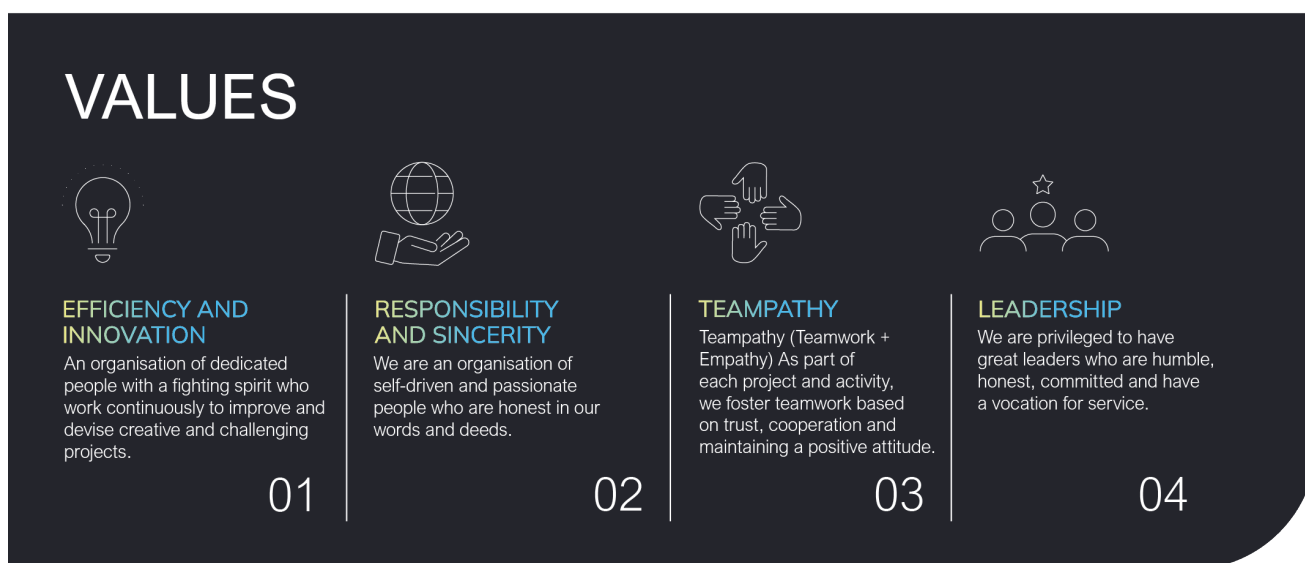 VALUES
EFFICIENCY AND
INNOVATION
An organisation of dedicated
people with a fighting spirit who
work continuously to improve and
devise creative and challenging
projects.
01
RESPONSIBILITY
AND SINCERITY
We are an organisation of
self-driven and passionate
people who are honest in our
words and deeds.
02
TEAMPATHY
Teampathy (Teamwork +
Empathy) As part of
each project and activity,
we foster teamwork based
on trust, cooperation and
maintaining a positive attitude.
03
LEADERSHIP
We are privileged to have
great leaders who are humble,
honest, committed and have
a vocation for service.
04